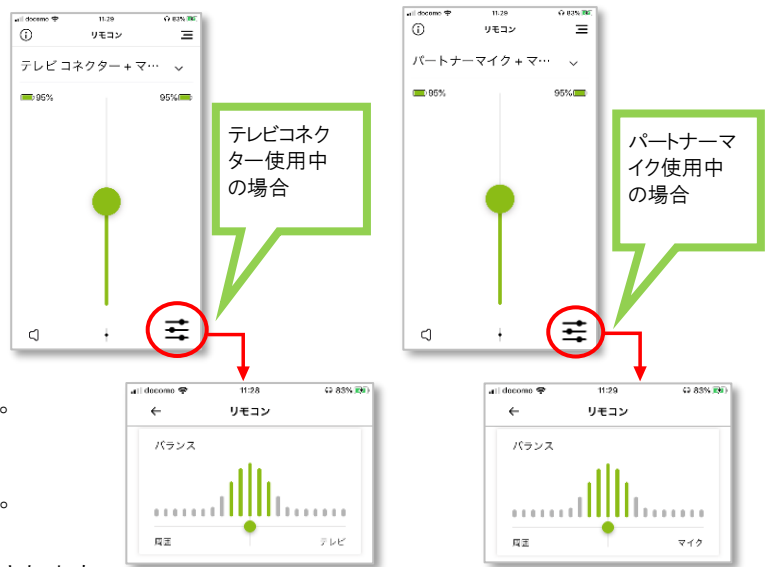 docomo 11:29 83%
リモコン
テレビ コネクター + マ…
95% 95%
テレビコネク
ター使用中
の場合
docomo 11:29 83%
リモコン
パートナーマイク + マ…
95% 95%
パートナーマ
イク使用中
の場合
docomo 11:28 83%
リモコン
バランス
周囲 テレビ
docomo 11:29 83%
リモコン
バランス
周囲 マイク
。
。